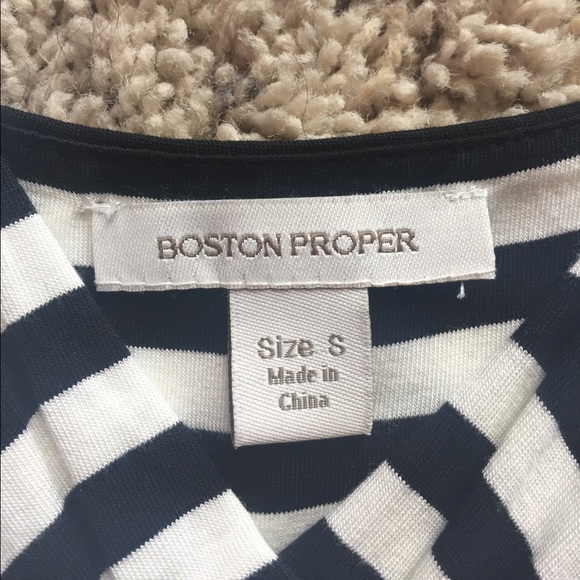 BOSTON PROPER
Size S
Made in
China